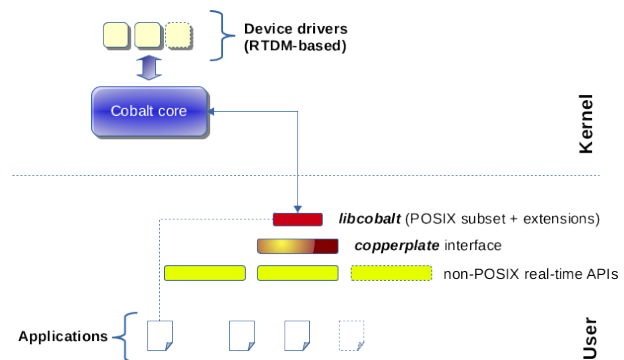 Device drivers
(RTDM-based)
Cobalt core
Kernel
libcobalt (POSIX subset + extensions)
copperplate interface
non-POSIX real-time APIs
Applications
User